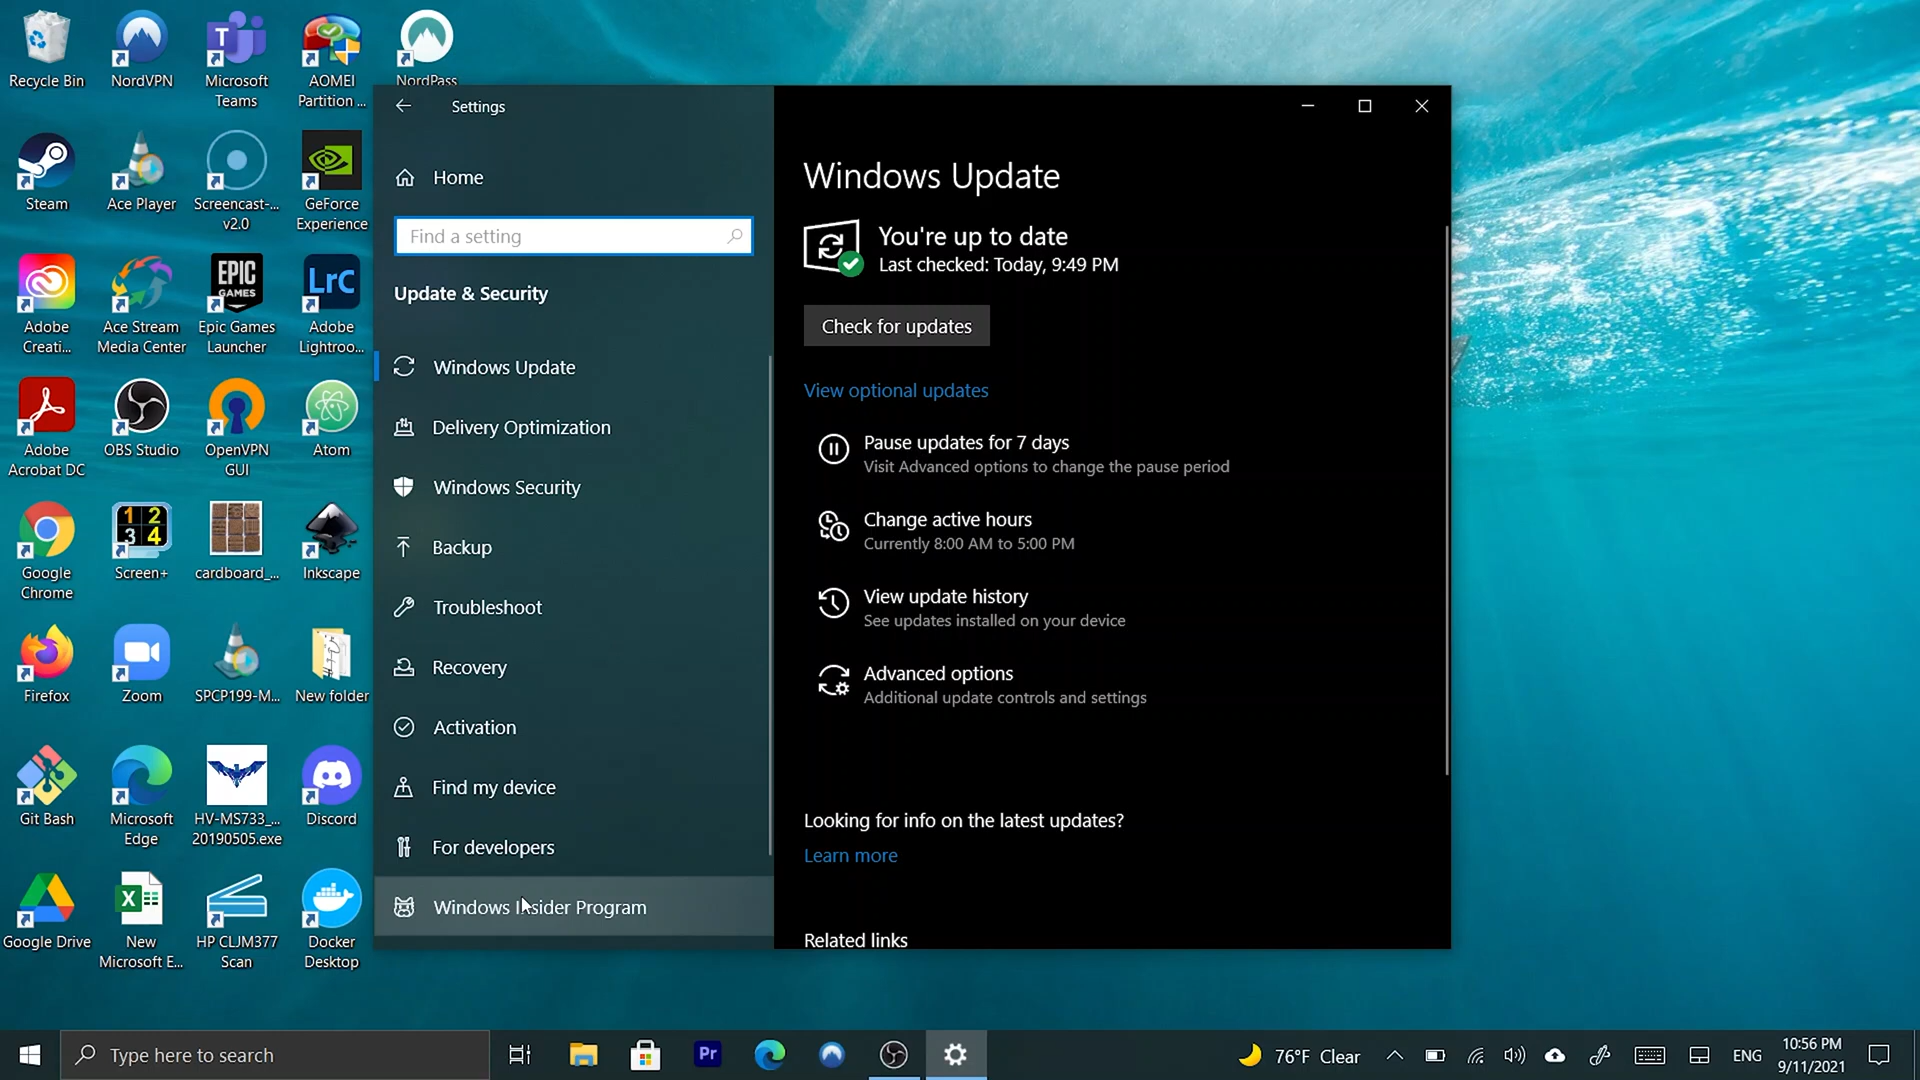 Recycle Bin
NordVPN
Microsoft
Teams
AOMEI
Partition ...
NordPass
Steam
Ace Player
Screencast-...
v2.0
GeForce
Experience
Adobe
Creati...
Ace Stream
Media Center
EPIC
GAMES
Epic Games
Launcher
LrC
Adobe
Lightroo...
Adobe
Acrobat DC
OBS Studio
OpenVPN
GUI
Atom
Google
Chrome
1 2
3 4
Screen+
cardboard_...
Inkscape
Firefox
Zoom
SPCP199-M...
New folder
Git Bash
Microsoft
Edge
HV-MS733_...
20190505.exe
Discord
Google Drive
New
Microsoft E...
HP CLJM377
Scan
Docker
Desktop
Settings
Home
Find a setting
Update & Security
Windows Update
Delivery Optimization
Windows Security
Backup
Troubleshoot
Recovery
Activation
Find my device
For developers
Windows Insider Program
Windows Update
You're up to date
Last checked: Today, 9:49 PM
Check for updates
View optional updates
Pause updates for 7 days
Visit Advanced options to change the pause period
Change active hours
Currently 8:00 AM to 5:00 PM
View update history
See updates installed on your device
Advanced options
Additional update controls and settings
Looking for info on the latest updates?
Learn more
Related links
Type here to search
Pr
76°F Clear
ENG
10:56 PM
9/11/2021